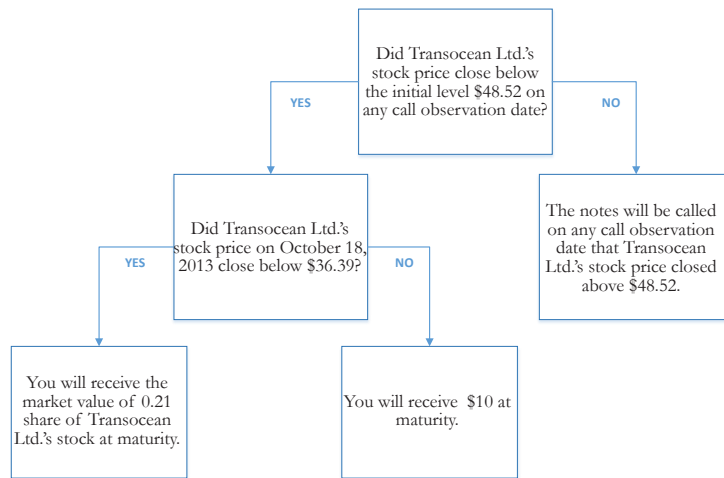 Did Transocean Ltd.'s
stock price close below
the initial level $48.52 on
any call observation date?
YES
NO
Did Transocean Ltd.'s
stock price on October 18,
2013 close below $36.39?
The notes will be called
on any call observation
date that Transocean
Ltd.'s stock price closed
above $48.52.
YES
NO
You will receive the
market value of 0.21
share of Transocean
Ltd.'s stock at maturity.
You will receive $10 at
maturity.